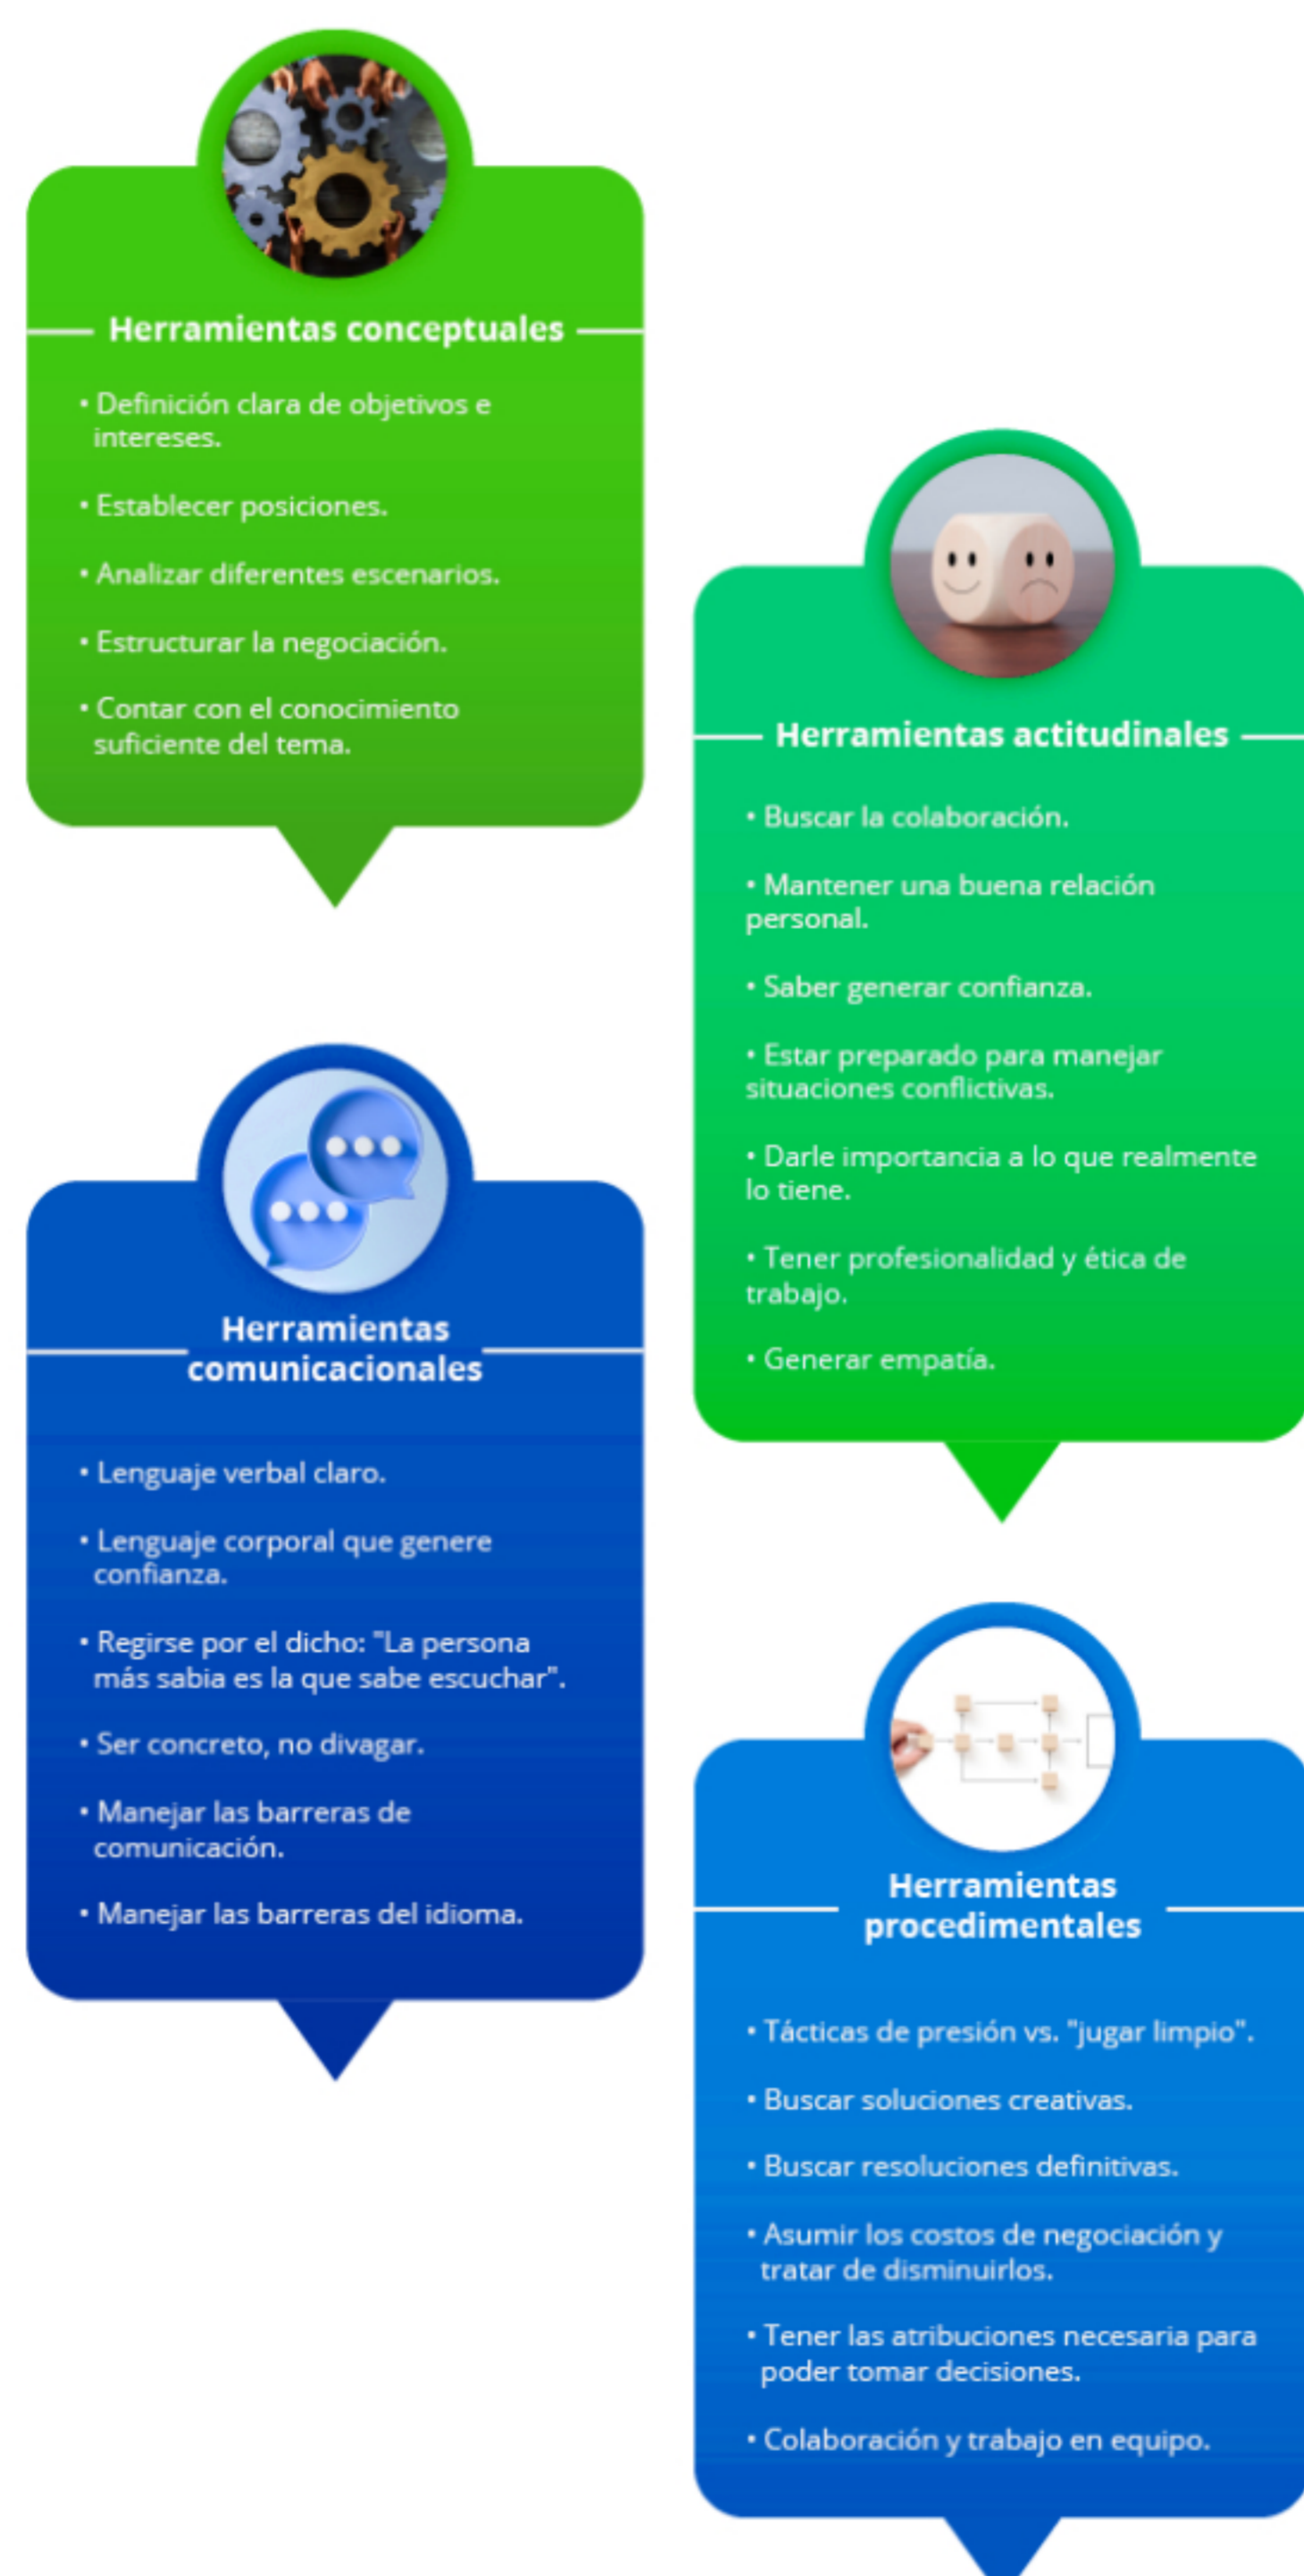 Herramientas conceptuales
• Definición clara de objetivos e
intereses.
• Establecer posiciones.
• Analizar diferentes escenarios.
• Estructurar la negociación.
• Contar con el conocimiento
suficiente del tema.
Herramientas actitudinales
• Buscar la colaboración.
• Mantener una buena relación
personal.
• Saber generar confianza.
• Estar preparado para manejar
situaciones conflictivas.
• Darle importancia a lo que realmente
lo tiene.
• Tener profesionalidad y ética de
trabajo.
• Generar empatía.
Herramientas
comunicacionales
• Lenguaje verbal claro.
• Lenguaje corporal que genere
confianza.
• Regirse por el dicho: "La persona
más sabia es la que sabe escuchar".
• Ser concreto, no divagar.
• Manejar las barreras de
comunicación.
• Manejar las barreras del idioma.
Herramientas
procedimentales
• Tácticas de presión vs. "jugar limpio".
• Buscar soluciones creativas.
• Buscar resoluciones definitivas.
• Asumir los costos de negociación y
tratar de disminuirlos.
• Tener las atribuciones necesaria para
poder tomar decisiones.
• Colaboración y trabajo en equipo.